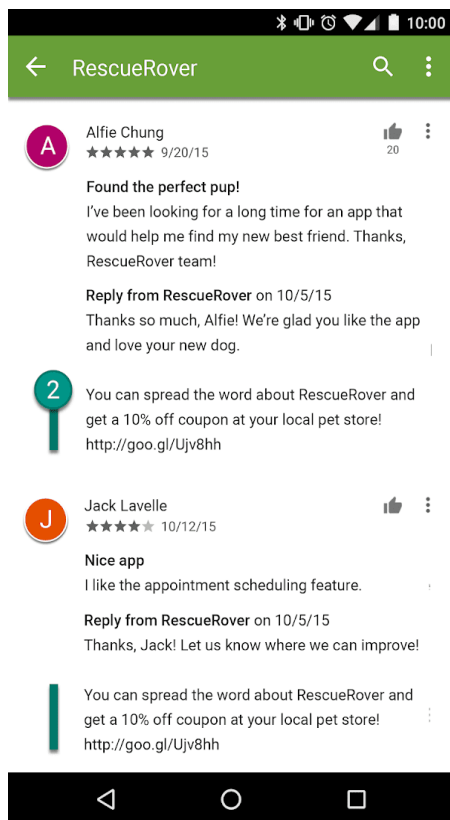 10:00
RescueRover
A
Alfie Chung
9/20/15
20
Found the perfect pup!
I've been looking for a long time for an app that
would help me find my new best friend. Thanks,
RescueRover team!
Reply from RescueRover on 10/5/15
Thanks so much, Alfie! We're glad you like the app
and love your new dog.
2
You can spread the word about RescueRover and
get a 10% off coupon at your local pet store!
http://goo.gl/Ujv8hh
J
Jack Lavelle
10/12/15
Nice app
I like the appointment scheduling feature.
Reply from RescueRover on 10/5/15
Thanks, Jack! Let us know where we can improve!
You can spread the word about RescueRover and
get a 10% off coupon at your local pet store!
http://goo.gl/Ujv8hh